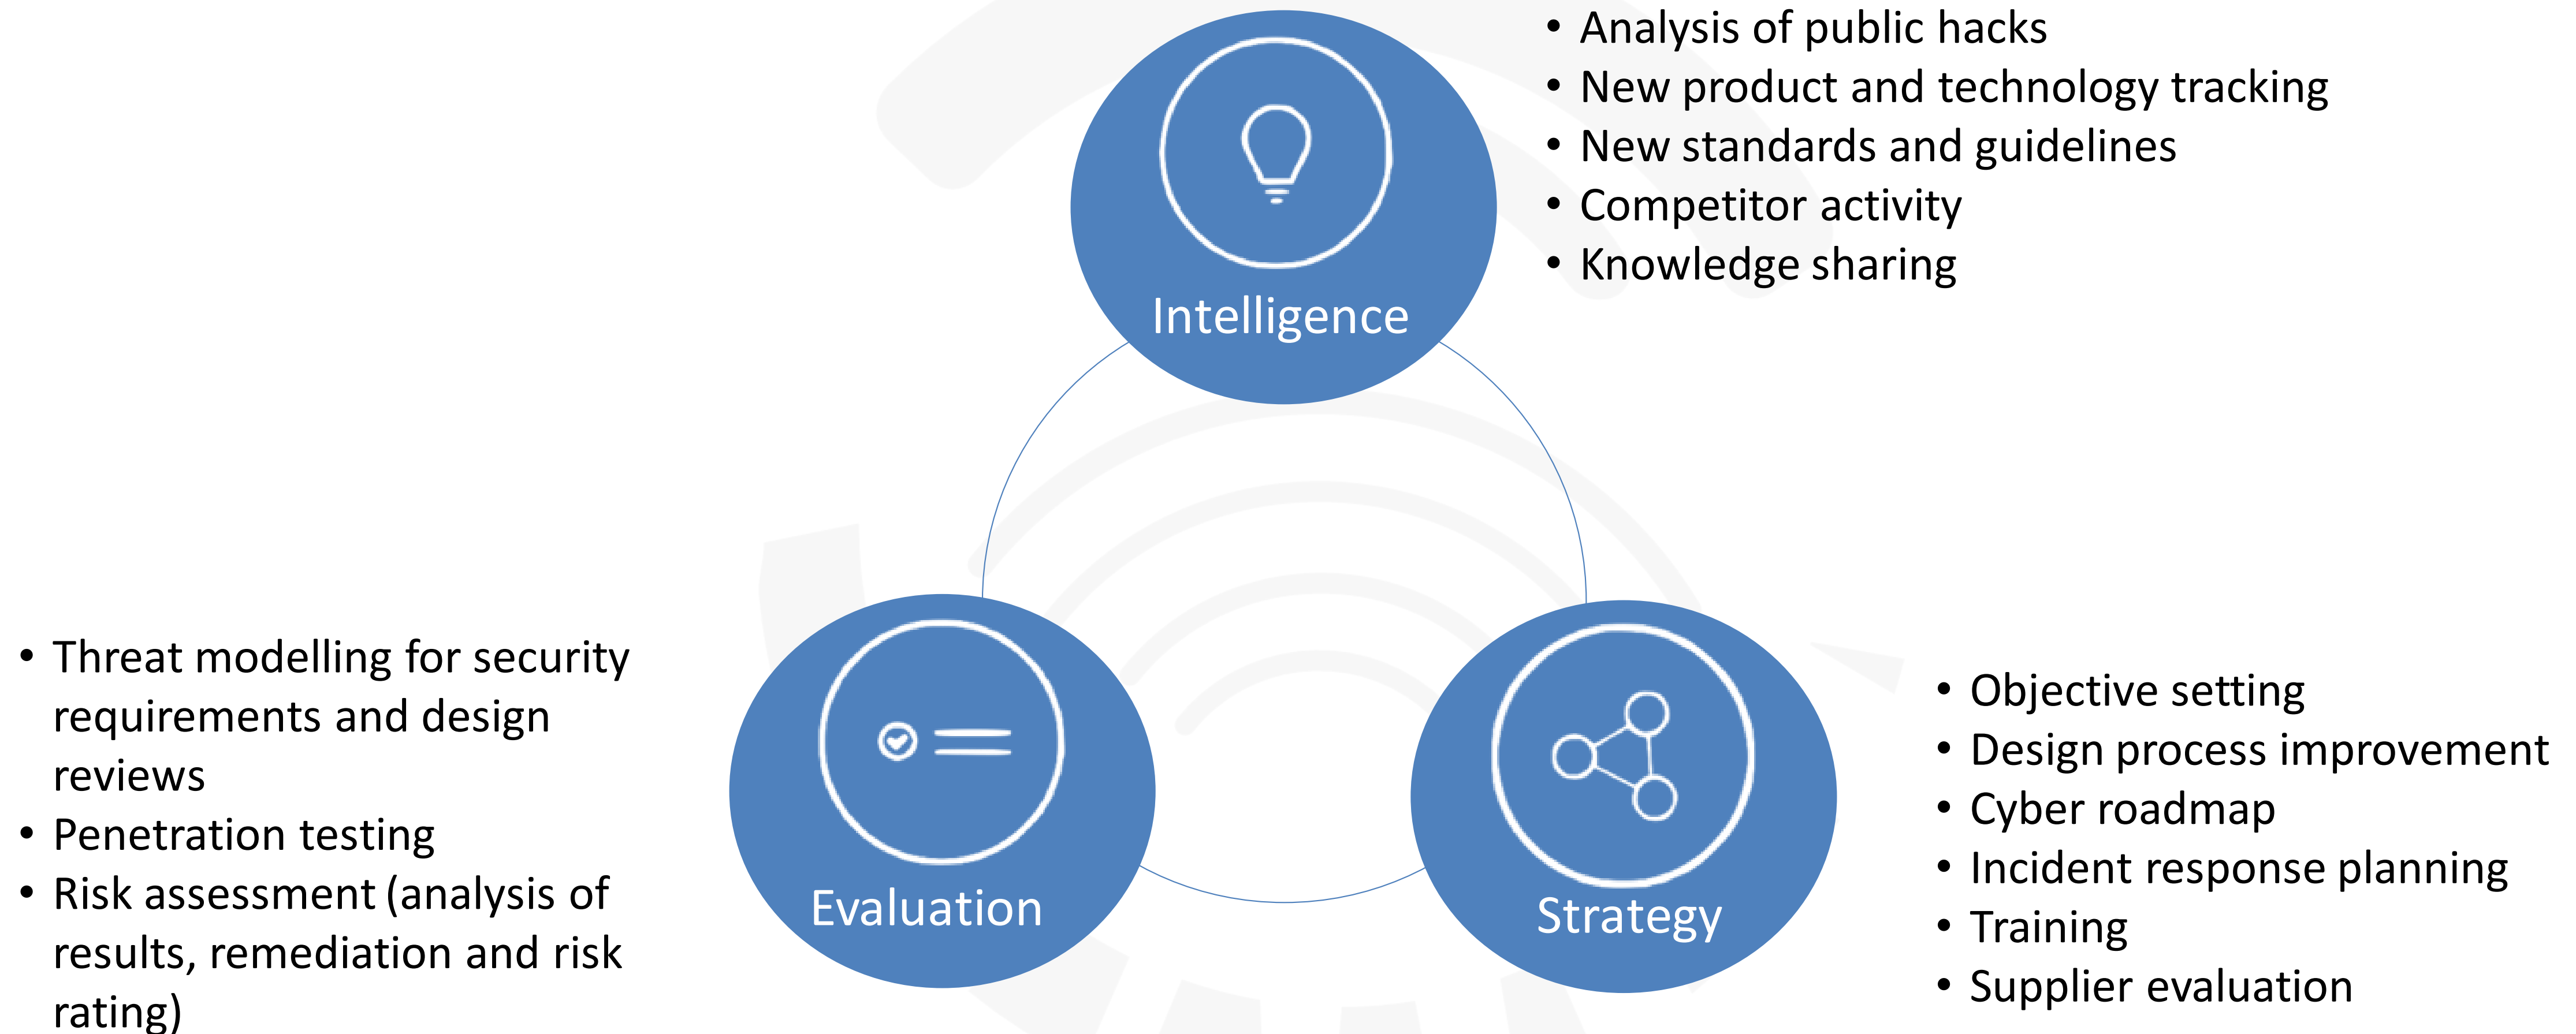 • Analysis of public hacks
• New product and technology tracking
• New standards and guidelines
• Competitor activity
• Knowledge sharing
Intelligence
• Threat modelling for security
requirements and design
reviews
• Penetration testing
• Risk assessment (analysis of
results, remediation and risk
rating)
Evaluation
Strategy
• Objective setting
• Design process improvement
• Cyber roadmap
• Incident response planning
• Training
• Supplier evaluation